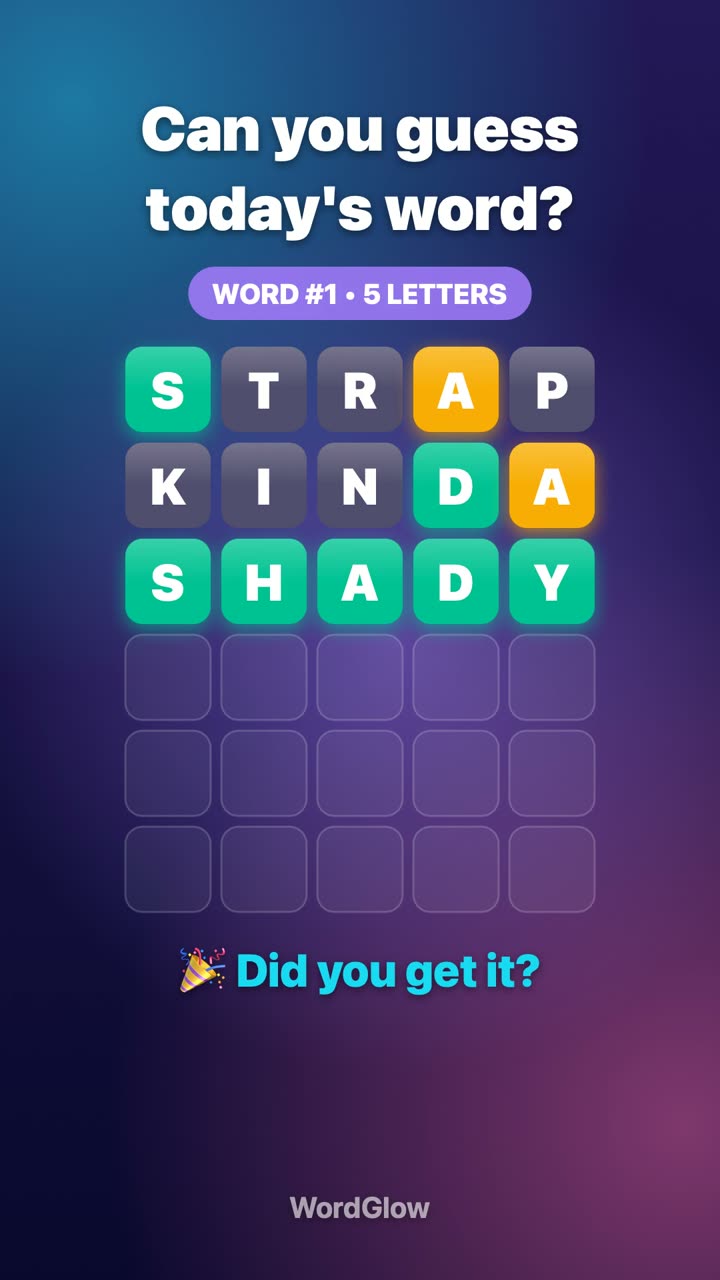 Can you guess
today's word?
WORD #1 • 5 LETTERS
S T R A P
K I N D A
S H A D Y
🎉 Did you get it?
WordGlow